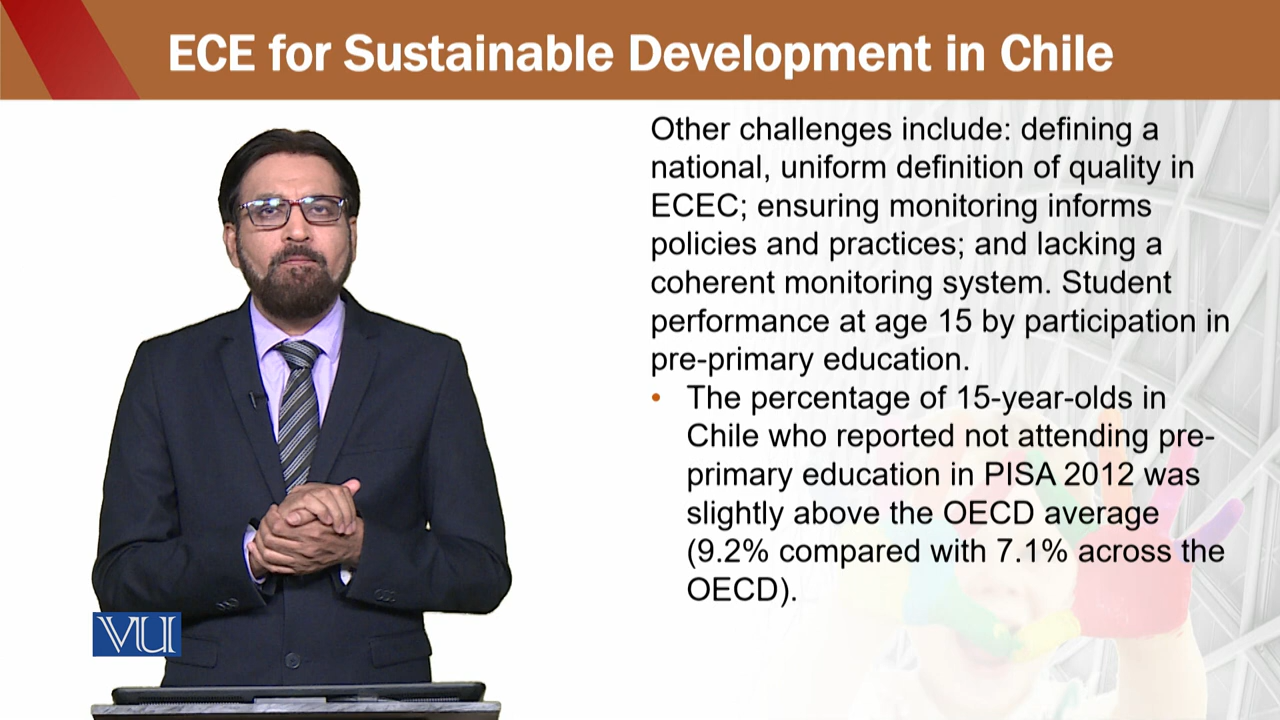 ECE for Sustainable Development in Chile
Other challenges include: defining a
national, uniform definition of quality in
ECEC; ensuring monitoring informs
policies and practices; and lacking a
coherent monitoring system. Student
performance at age 15 by participation in
pre-primary education.
• The percentage of 15-year-olds in
Chile who reported not attending pre-
primary education in PISA 2012 was
slightly above the OECD average
(9.2% compared with 7.1% across the
OECD).
VU